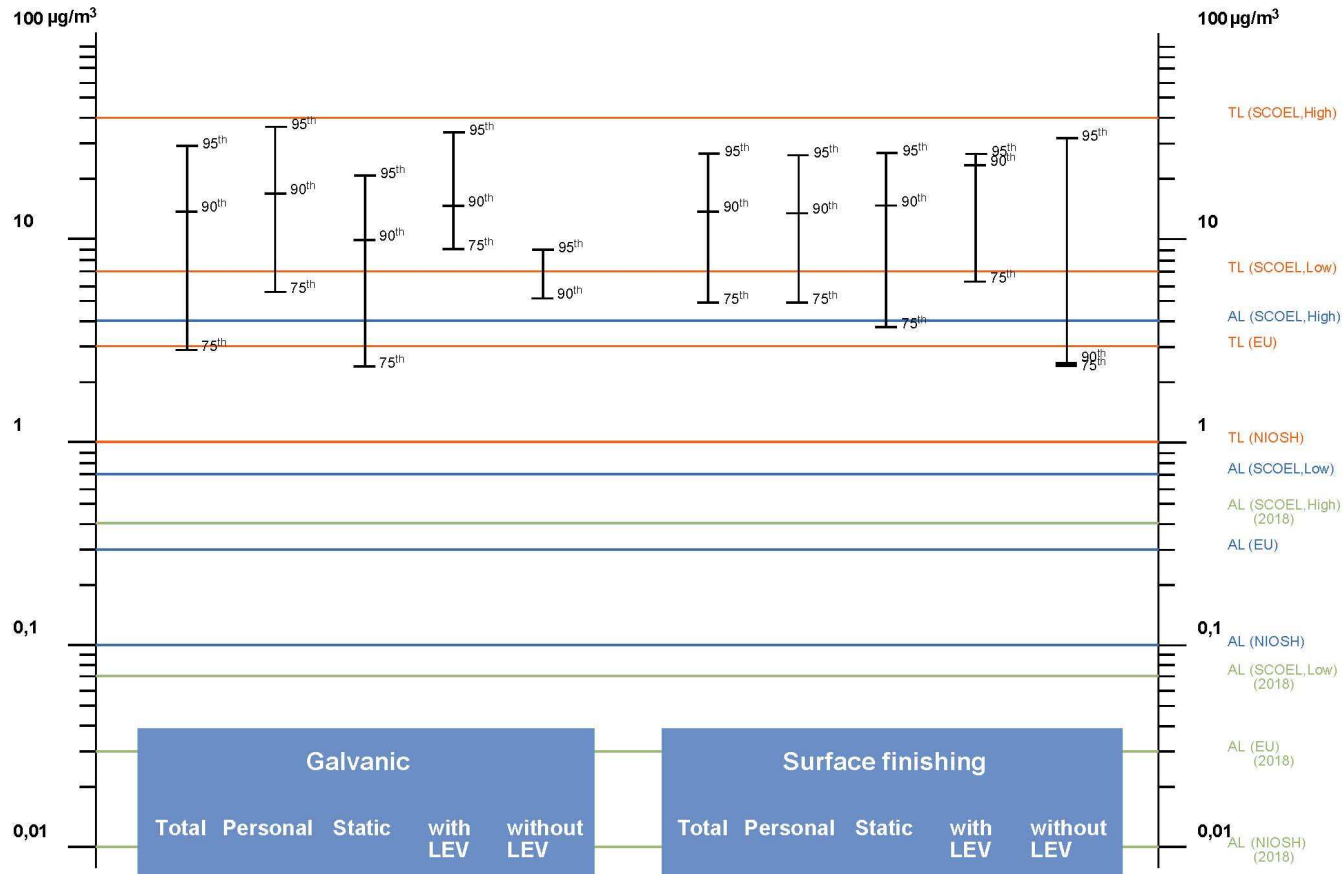 100 µg/m³
100 µg/m³
TL (SCOEL,High)
95th
95th
95th
95th
95th
95th
95th
95th
95th
95th
90th
90th
90th
90th
90th
90th
90th
90th
90th
90th
75th
75th
75th
75th
75th
75th
75th
75th
75th
10
10
TL (SCOEL,Low)
AL (SCOEL,High)
TL (EU)
1
1
TL (NIOSH)
AL (SCOEL,Low)
AL (SCOEL,High)
(2018)
AL (EU)
0,1
0,1
AL (NIOSH)
AL (SCOEL,Low)
(2018)
Galvanic
Surface finishing
AL (EU)
(2018)
Total Personal Static with LEV without LEV
Total Personal Static with LEV without LEV
0,01
0,01
AL (NIOSH)
(2018)